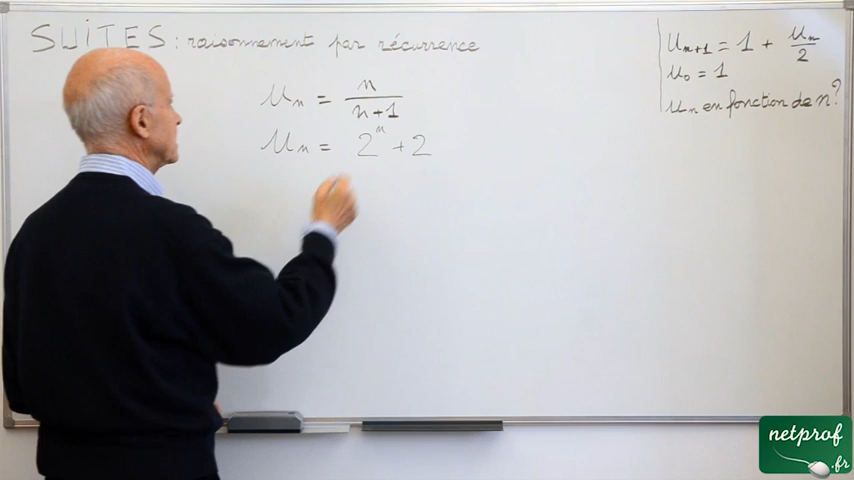 SUITES : raisonnement par récurrence
uₙ = n/(n+1)
uₙ = 2ⁿ + 2
uₙ₊₁ = 1 + uₙ/2
u₀ = 1
uₙ en fonction de n ?
netprof
.fr